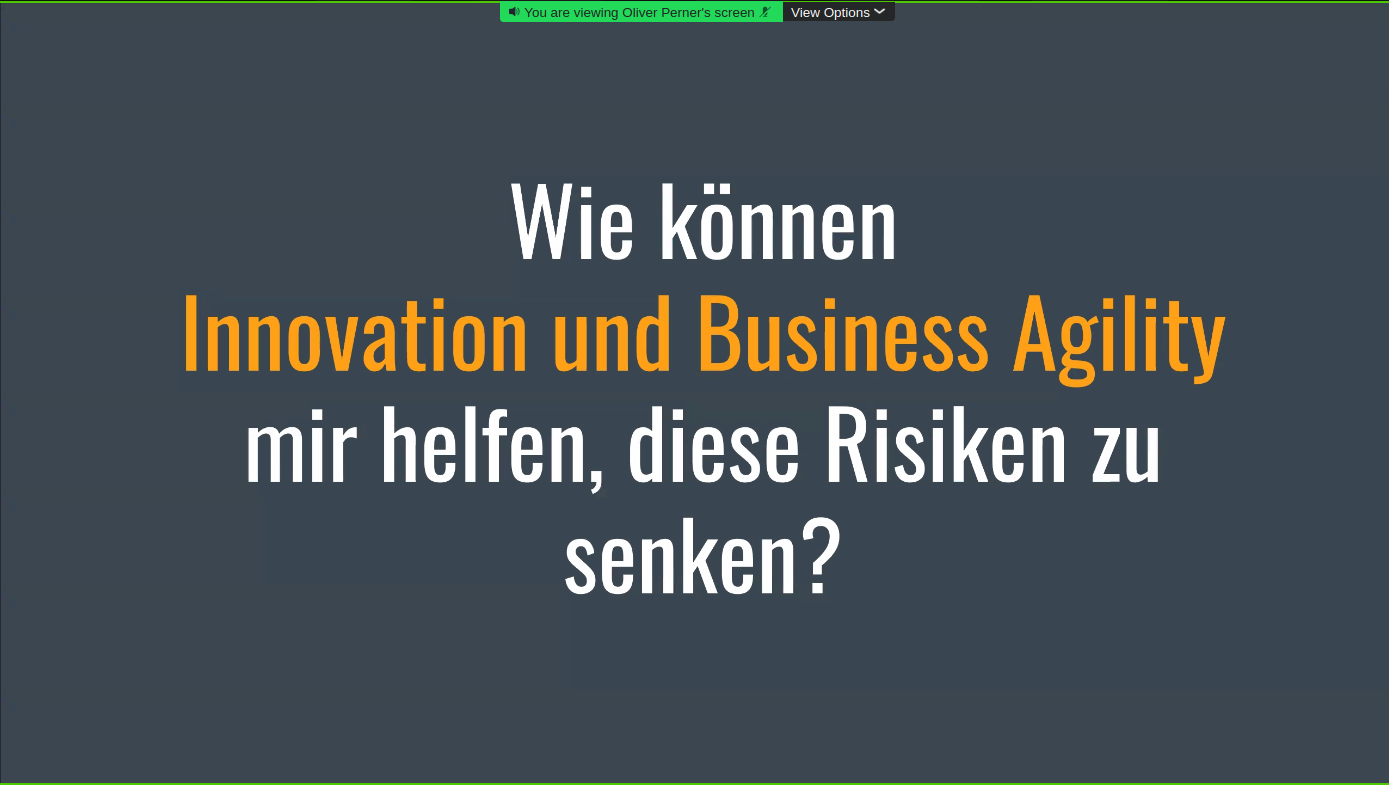 You are viewing Oliver Perner's screen View Options
Wie können
Innovation und Business Agility
mir helfen, diese Risiken zu
senken?